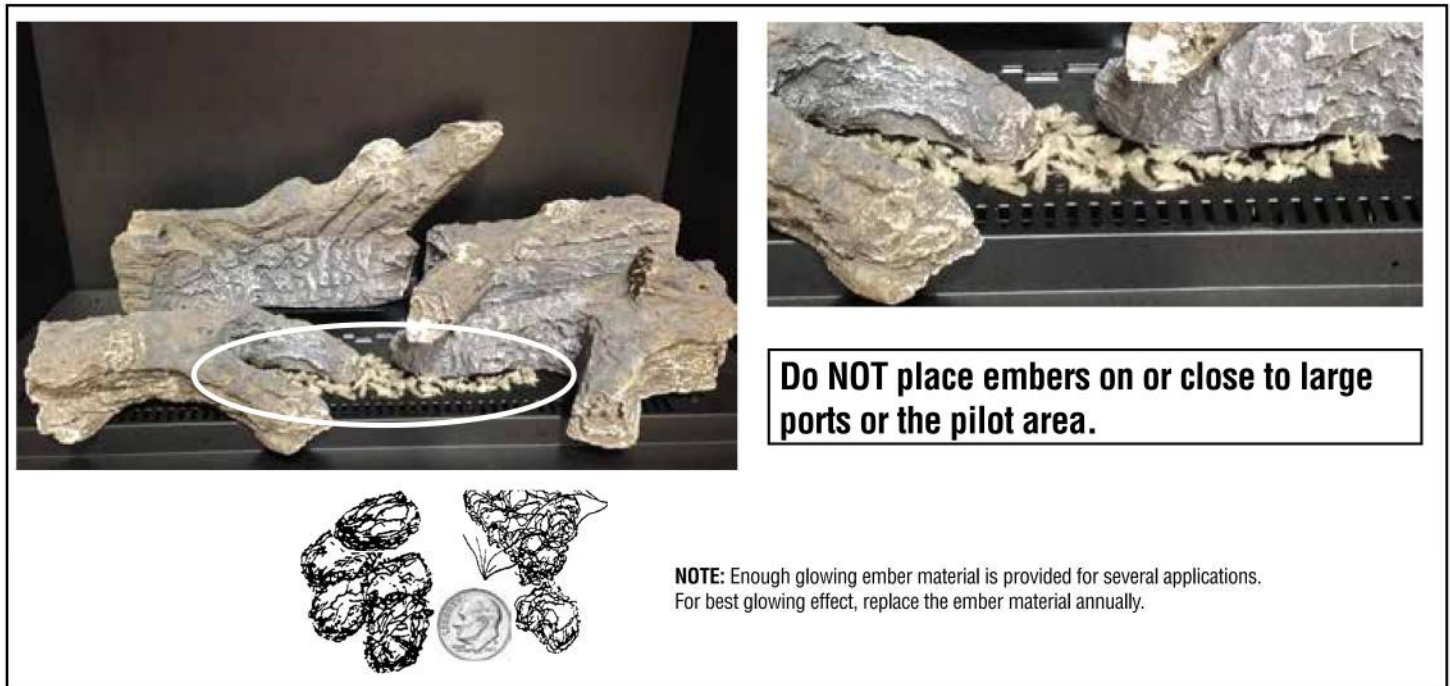 Do NOT place embers on or close to large
ports or the pilot area.
NOTE: Enough glowing ember material is provided for several applications.
For best glowing effect, replace the ember material annually.